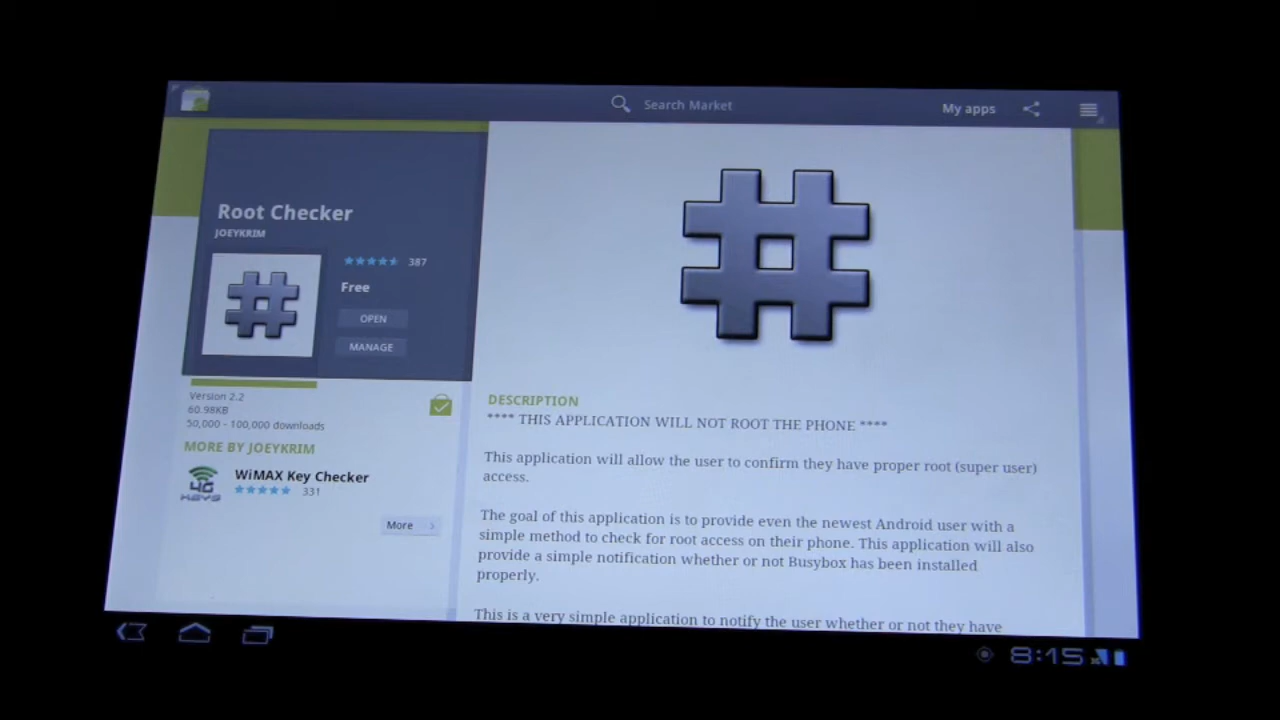 Search Market
My apps
Root Checker
JOEYKRIM
387
Free
OPEN
MANAGE
Version 2.2
60.98KB
50,000 - 100,000 downloads
MORE BY JOEYKRIM
4G
KEYS
WiMAX Key Checker
331
More
DESCRIPTION
**** THIS APPLICATION WILL NOT ROOT THE PHONE ****
This application will allow the user to confirm they have proper root (super user)
access.
The goal of this application is to provide even the newest Android user with a
simple method to check for root access on their phone. This application will also
provide a simple notification whether or not Busybox has been installed
properly.
This is a very simple application to notify the user whether or not they have
8:15